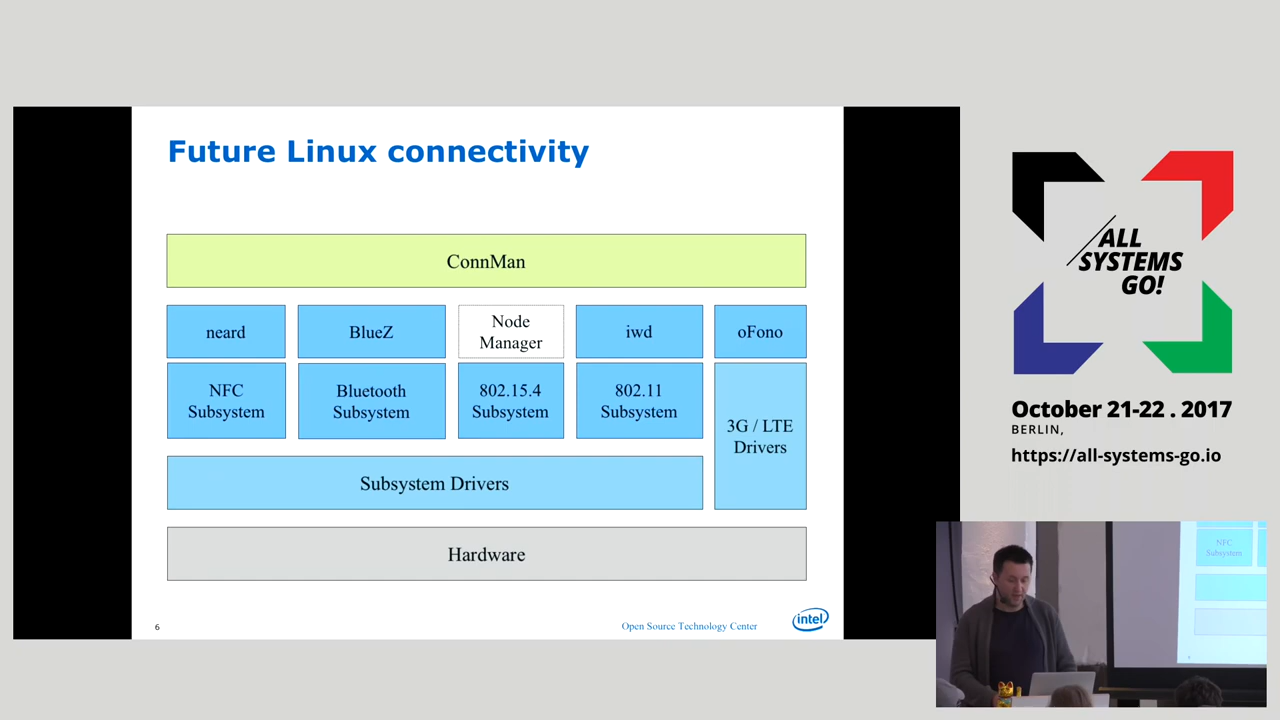 Future Linux connectivity
ConnMan
neard
BlueZ
Node
Manager
iwd
oFono
NFC
Subsystem
Bluetooth
Subsystem
802.15.4
Subsystem
802.11
Subsystem
3G / LTE
Drivers
Subsystem Drivers
Hardware
6
Open Source Technology Center
intel
ALL
SYSTEMS
GO!
October 21-22 . 2017
BERLIN,
https://all-systems-go.io
NFC
Subsystem